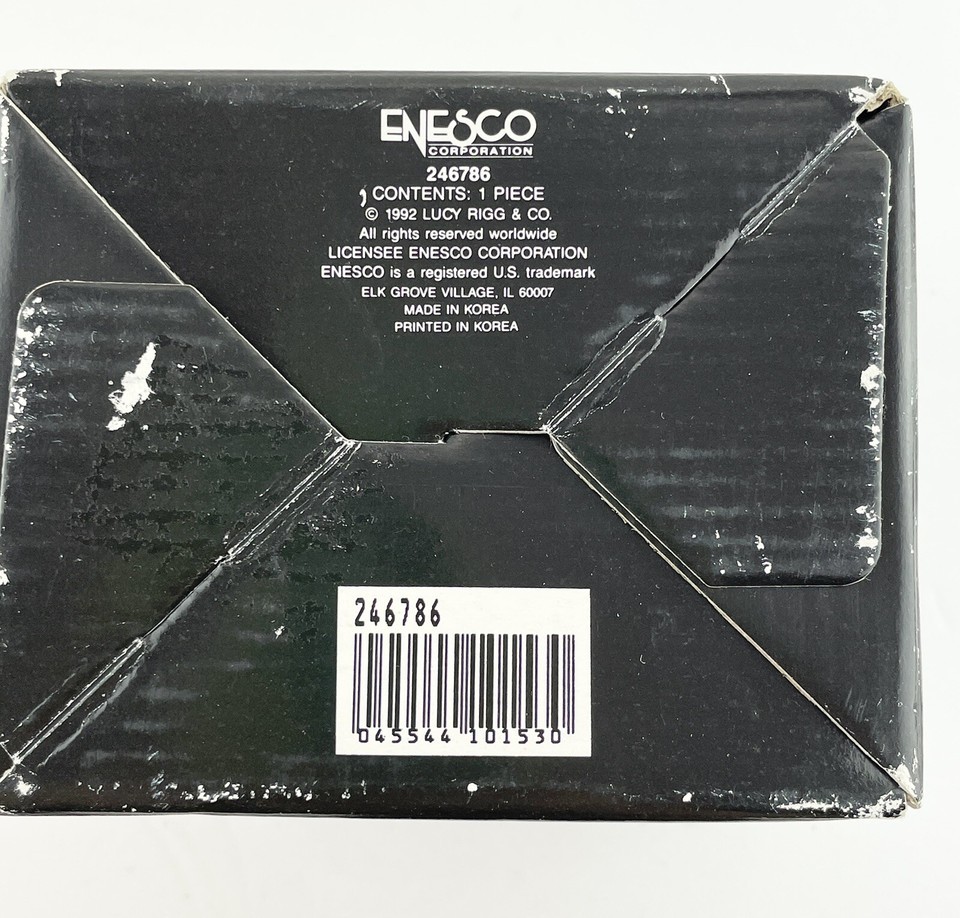 ENESCO
CORPORATION
246786
CONTENTS: 1 PIECE
© 1992 LUCY RIGG & CO.
All rights reserved worldwide
LICENSEE ENESCO CORPORATION
ENESCO is a registered U.S. trademark
ELK GROVE VILLAGE, IL 60007
MADE IN KOREA
PRINTED IN KOREA
246786
045544 101530